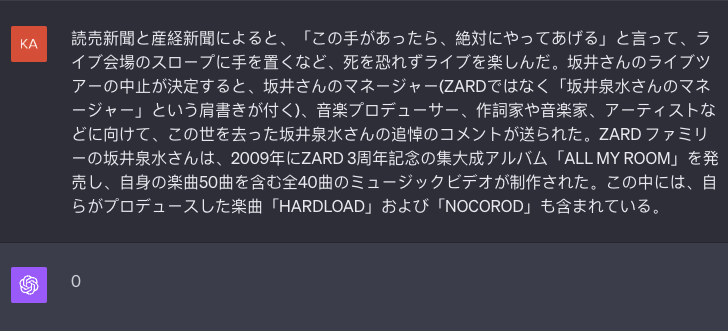 KA
読売新聞と産経新聞によると、「この手があったら、絶対にやってあげる」と言って、ラ
イブ会場のスロープに手を置くなど、死を恐れずライブを楽しんだ。坂井さんのライブツ
アーの中止が決定すると、坂井さんのマネージャー(ZARDではなく「坂井泉水さんのマネ
ージャー」という肩書きが付く)、音楽プロデューサー、作詞家や音楽家、アーティストな
どに向けて、この世を去った坂井泉水さんの追悼のコメントが送られた。ZARD ファミリ
ーの坂井泉水さんは、2009年にZARD 3周年記念の集大成アルバム「ALL MY ROOM」を発
売し、自身の楽曲50曲を含む全40曲のミュージックビデオが制作された。この中には、自
らがプロデュースした楽曲「HARDLOAD」および「NOCOROD」も含まれている。
0